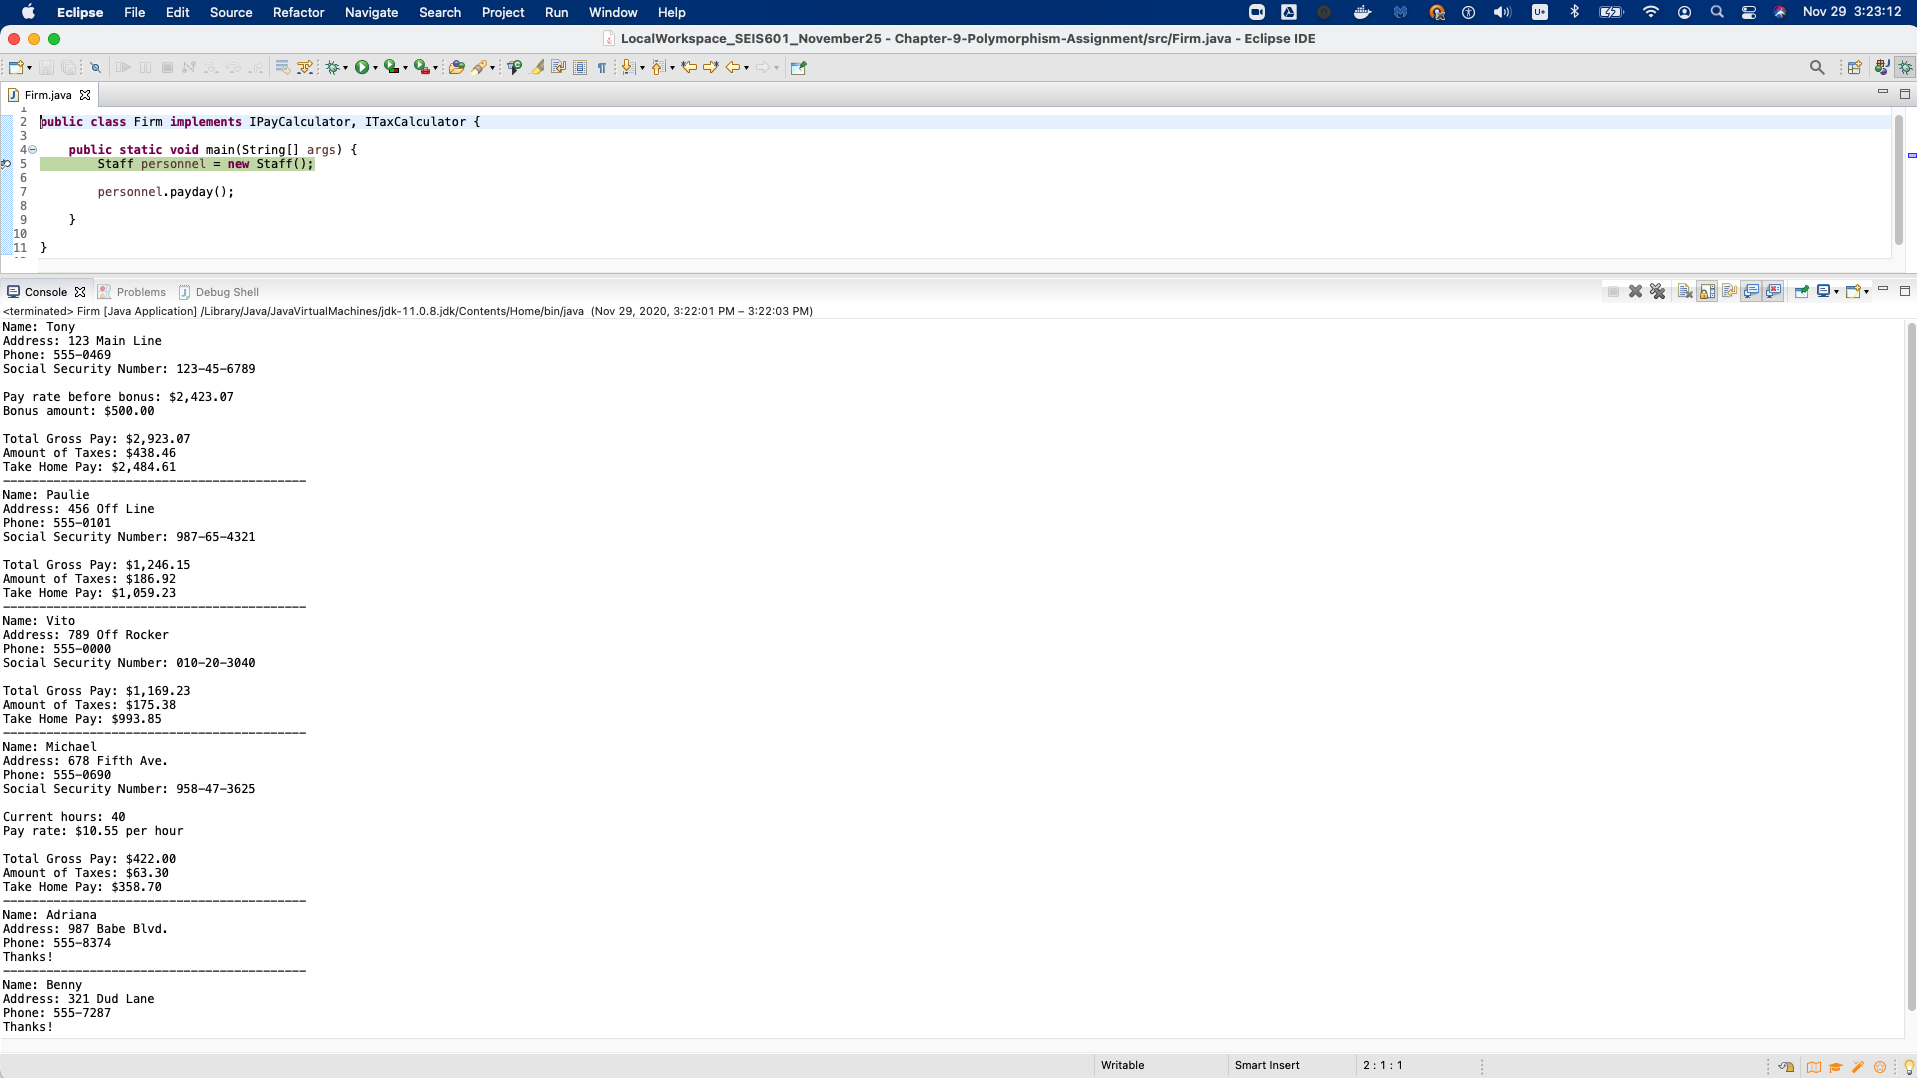 Eclipse File Edit Source Refactor Navigate Search Project Run Window Help Nov 29 3:23:12
LocalWorkspace_SEIS601_November25 - Chapter-9-Polymorphism-Assignment/src/Firm.java - Eclipse IDE
Firm.java
1
2 public class Firm implements IPayCalculator, ITaxCalculator {
3
4 public static void main(String[] args) {
5 Staff personnel = new Staff();
6
7 personnel.payday();
8
9 }
10
11 }
Console Problems Debug Shell
<terminated> Firm [Java Application] /Library/Java/JavaVirtualMachines/jdk-11.0.8.jdk/Contents/Home/bin/java (Nov 29, 2020, 3:22:01 PM – 3:22:03 PM)
Name: Tony
Address: 123 Main Line
Phone: 555-0469
Social Security Number: 123-45-6789
Pay rate before bonus: $2,423.07
Bonus amount: $500.00
Total Gross Pay: $2,923.07
Amount of Taxes: $438.46
Take Home Pay: $2,484.61
------------------------------------------
Name: Paulie
Address: 456 Off Line
Phone: 555-0101
Social Security Number: 987-65-4321
Total Gross Pay: $1,246.15
Amount of Taxes: $186.92
Take Home Pay: $1,059.23
------------------------------------------
Name: Vito
Address: 789 Off Rocker
Phone: 555-0000
Social Security Number: 010-20-3040
Total Gross Pay: $1,169.23
Amount of Taxes: $175.38
Take Home Pay: $993.85
------------------------------------------
Name: Michael
Address: 678 Fifth Ave.
Phone: 555-0690
Social Security Number: 958-47-3625
Current hours: 40
Pay rate: $10.55 per hour
Total Gross Pay: $422.00
Amount of Taxes: $63.30
Take Home Pay: $358.70
------------------------------------------
Name: Adriana
Address: 987 Babe Blvd.
Phone: 555-8374
Thanks!
------------------------------------------
Name: Benny
Address: 321 Dud Lane
Phone: 555-7287
Thanks!
Writable Smart Insert 2 : 1 : 1